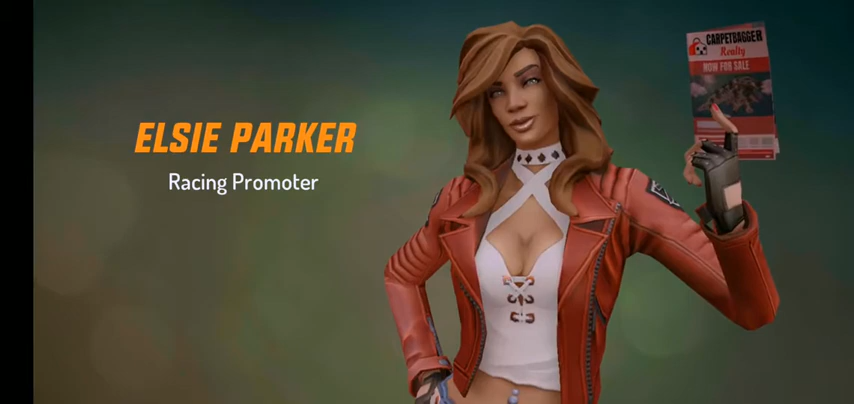 ELSIE PARKER
Racing Promoter
CARPETBAGGER
Realty
NOW FOR SALE